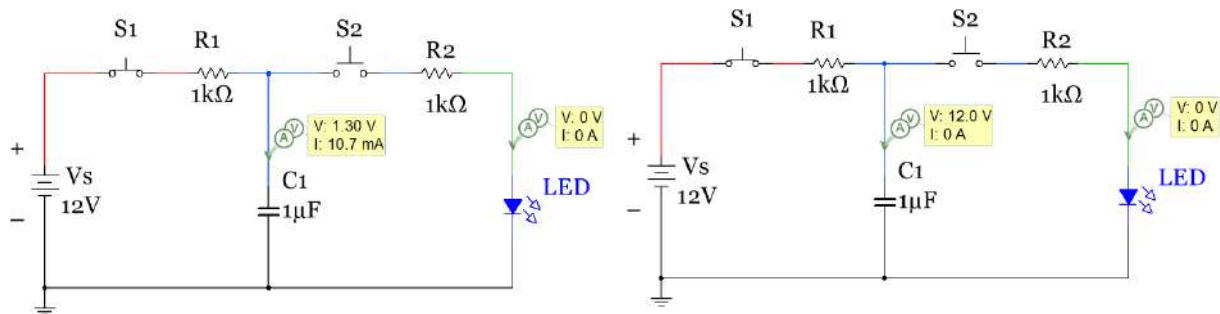 S1
R1
1kΩ
S2
R2
1kΩ
V: 1.30 V
I: 10.7 mA
A V
V: 0 V
I: 0 A
A V
+
Vs
12V
−
C1
1µF
LED
S1
R1
1kΩ
S2
R2
1kΩ
V: 12.0 V
I: 0 A
A V
V: 0 V
I: 0 A
A V
+
Vs
12V
−
C1
1µF
LED